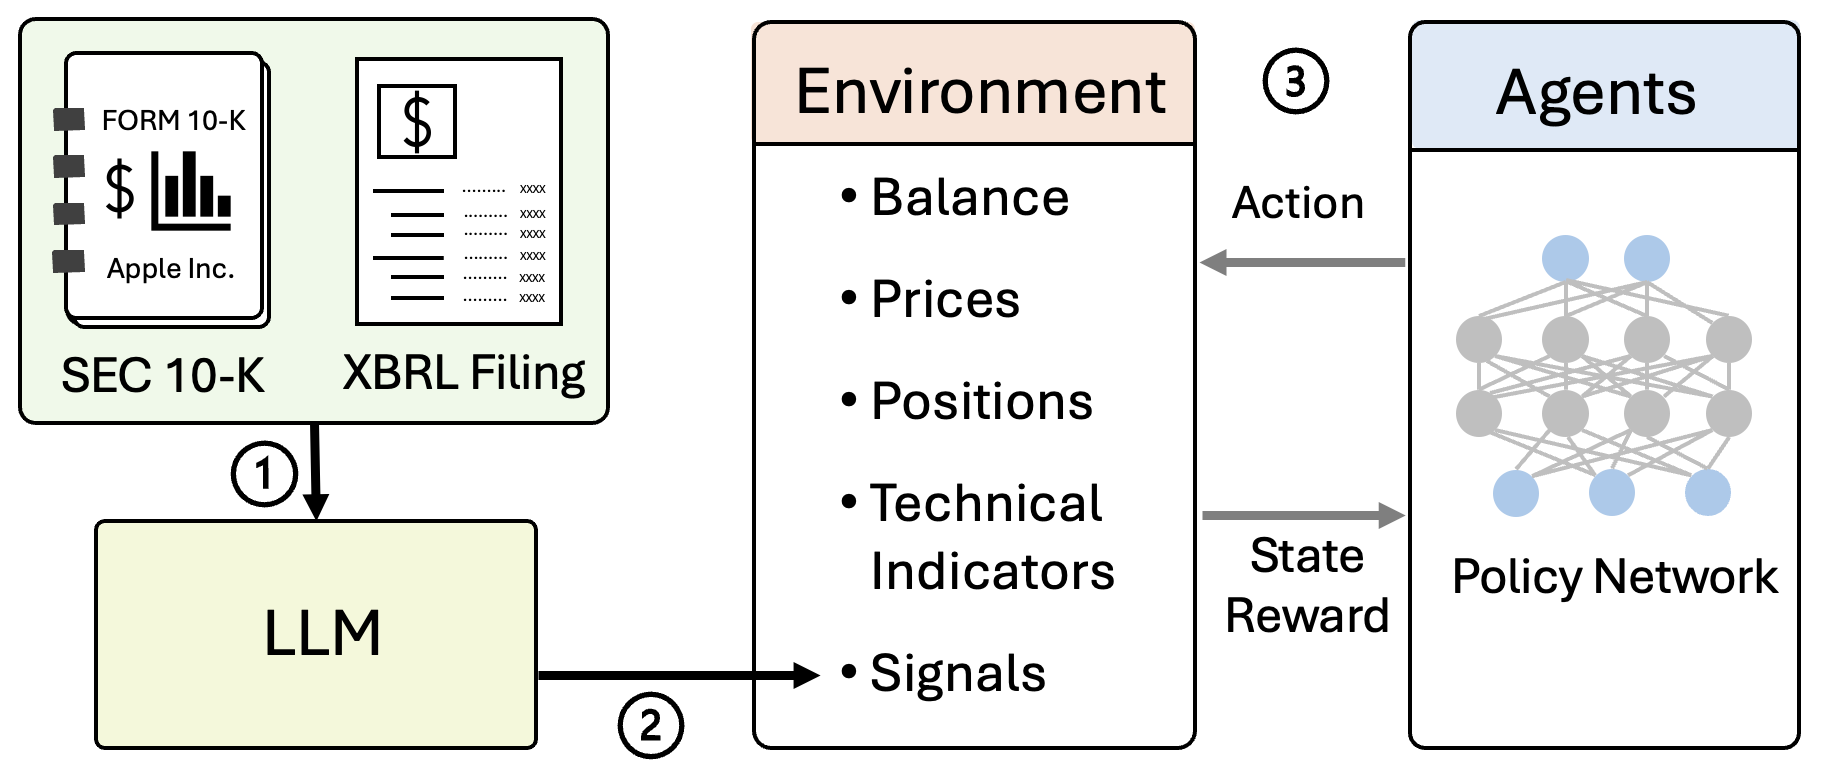 FORM 10-K
$
Apple Inc.
SEC 10-K
$
......... xxxx
......... xxxx
......... xxxx
......... xxxx
......... xxxx
......... xxxx
XBRL Filing
1
LLM
2
Environment
• Balance
• Prices
• Positions
• Technical
Indicators
• Signals
3
Action
State
Reward
Agents
Policy Network